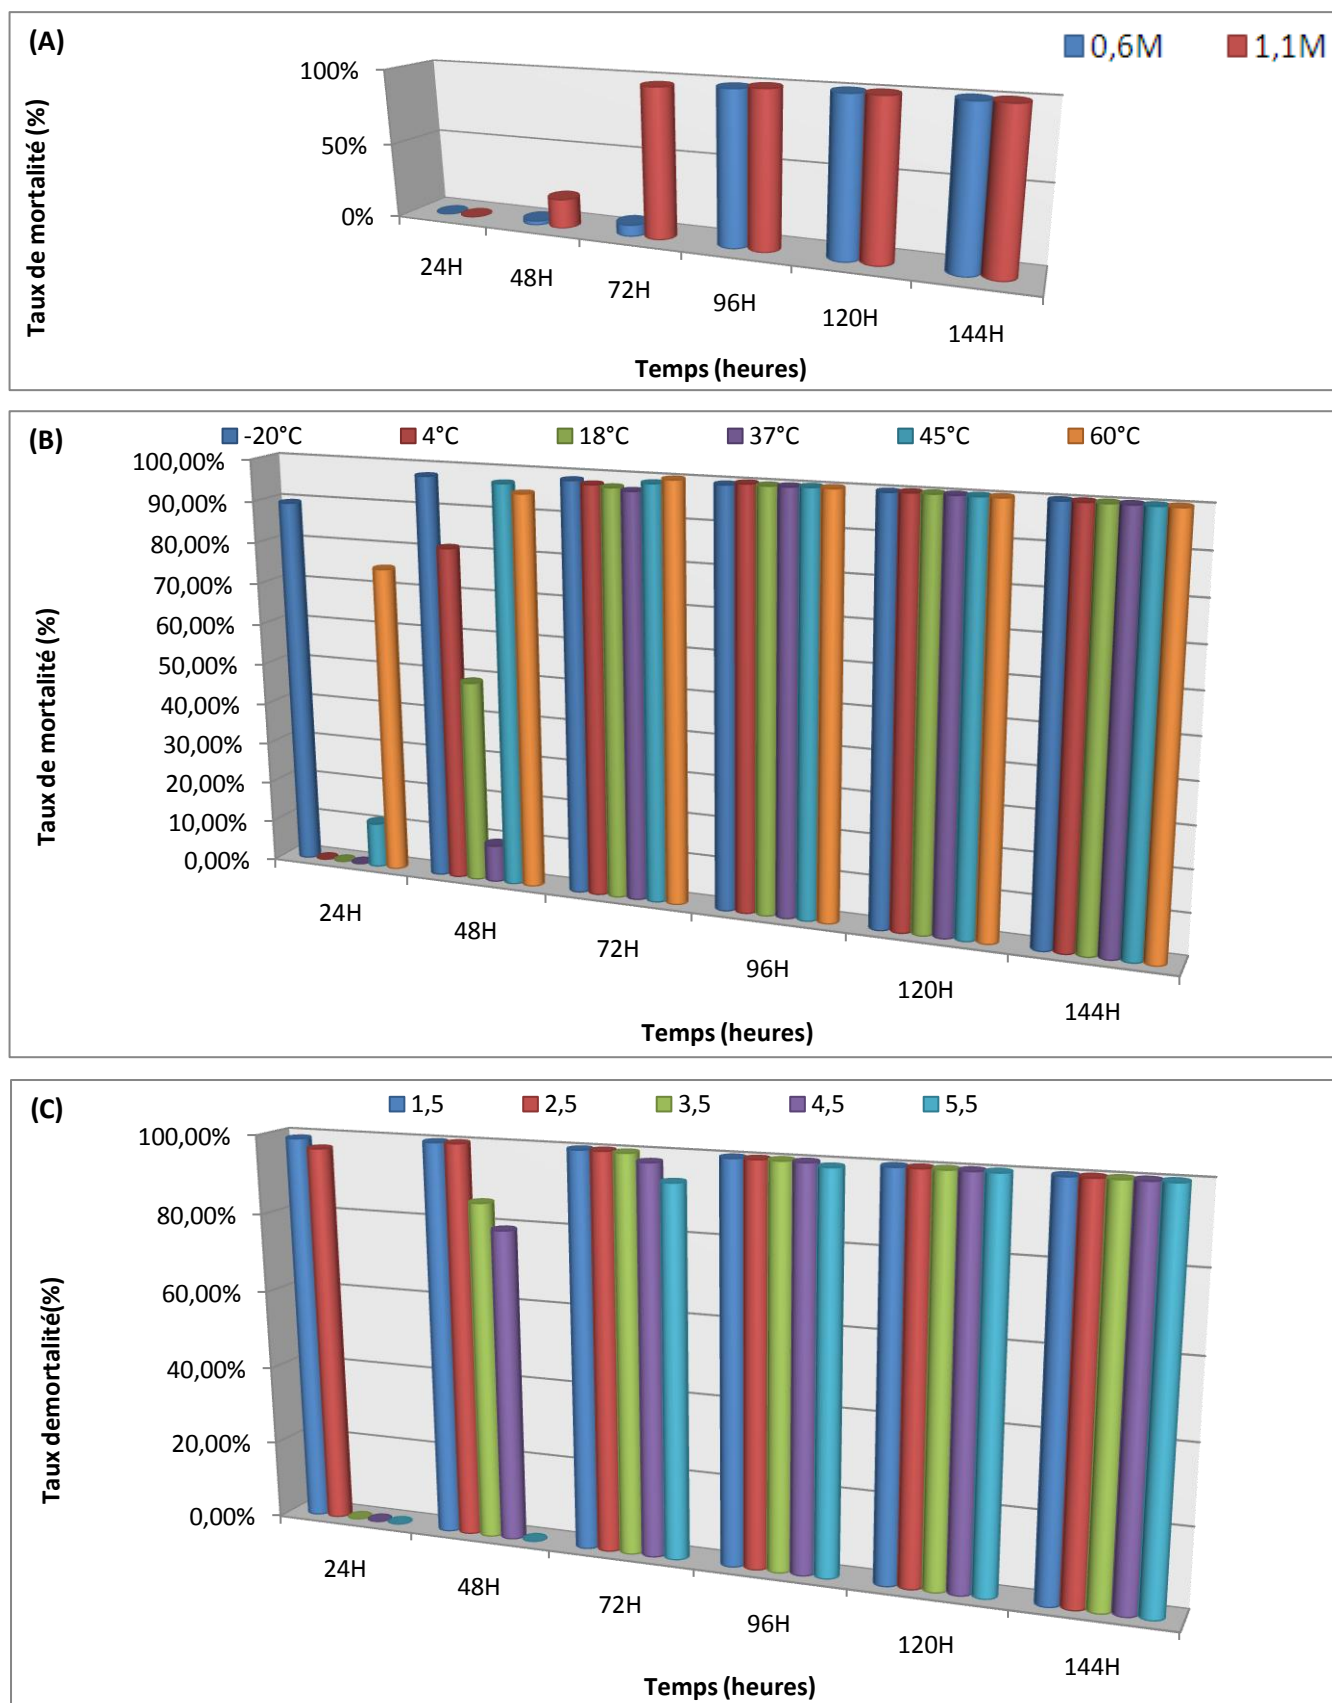 (A)
0,6M 1,1M
100%
50%
0%
Taux de mortalité (%)
24H
48H
72H
96H
120H
144H
Temps (heures)
(B)
-20°C 4°C 18°C 37°C 45°C 60°C
100,00%
90,00%
80,00%
70,00%
60,00%
50,00%
40,00%
30,00%
20,00%
10,00%
0,00%
Taux de mortalité (%)
24H
48H
72H
96H
120H
144H
Temps (heures)
(C)
1,5 2,5 3,5 4,5 5,5
100,00%
80,00%
60,00%
40,00%
20,00%
0,00%
Taux demortalité(%)
24H
48H
72H
96H
120H
144H
Temps (heures)